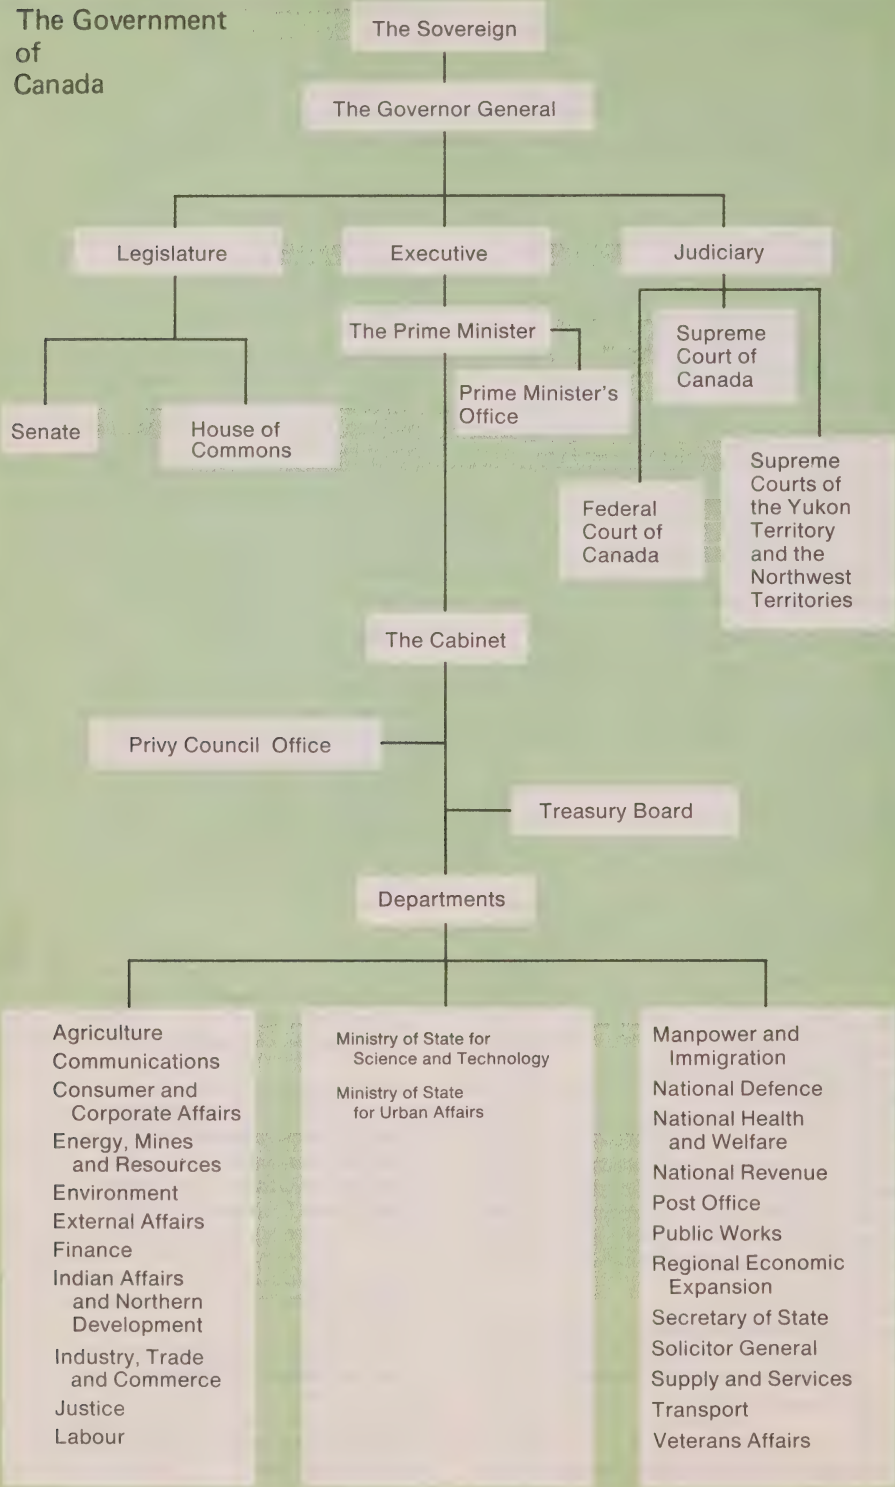 The Government
of
Canada
The Sovereign
The Governor General
Legislature
Executive
Judiciary
The Prime Minister
Prime Minister's
Office
Supreme
Court of
Canada
Senate
House of
Commons
Federal
Court of
Canada
Supreme
Courts of
the Yukon
Territory
and the
Northwest
Territories
The Cabinet
Privy Council Office
Treasury Board
Departments
Agriculture
Communications
Consumer and
Corporate Affairs
Energy, Mines
and Resources
Environment
External Affairs
Finance
Indian Affairs
and Northern
Development
Industry, Trade
and Commerce
Justice
Labour
Ministry of State for
Science and Technology
Ministry of State
for Urban Affairs
Manpower and
Immigration
National Defence
National Health
and Welfare
National Revenue
Post Office
Public Works
Regional Economic
Expansion
Secretary of State
Solicitor General
Supply and Services
Transport
Veterans Affairs